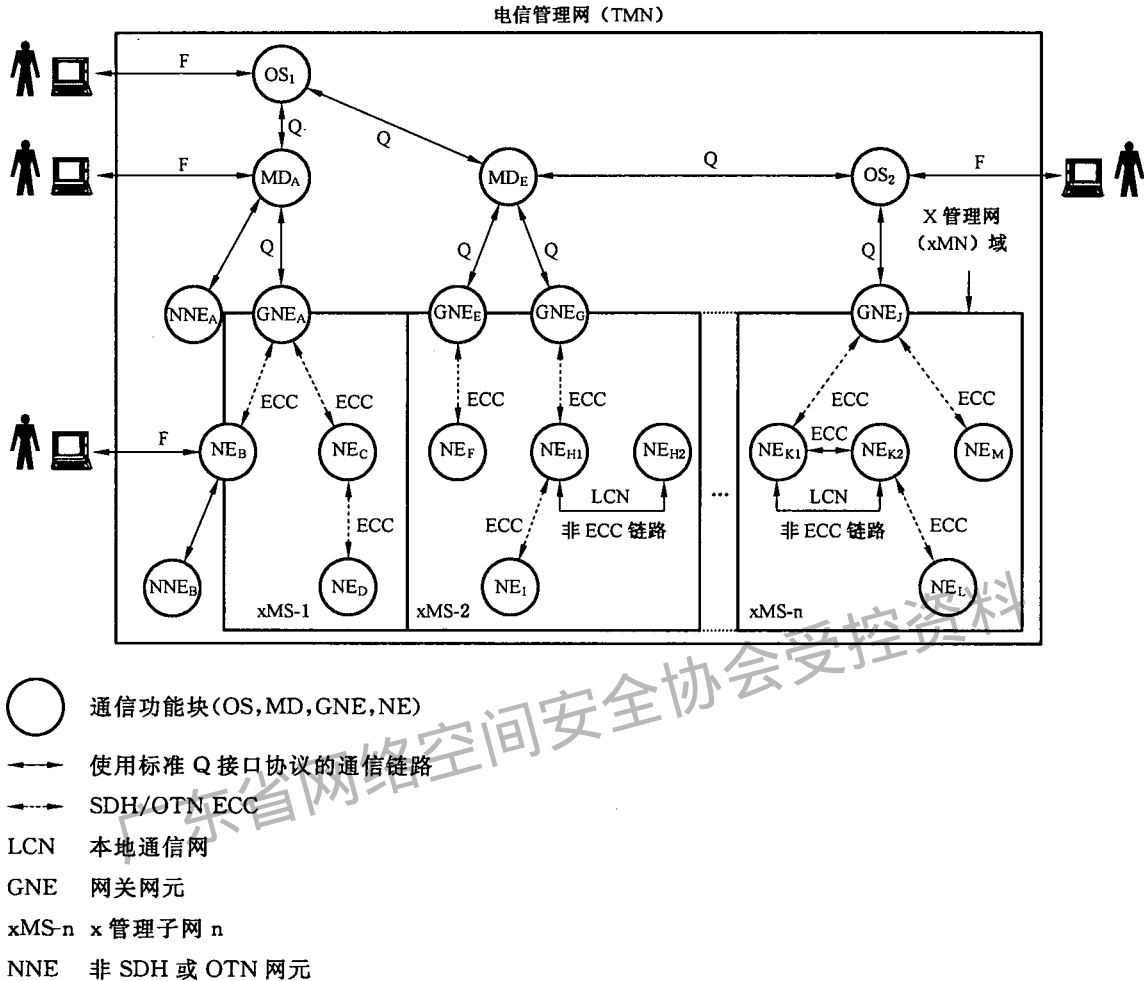 电信管理网（TMN）
F
OS1
Q
Q
F
MDA
MDE
Q
OS2
F
X 管理网
（xMN）域
Q
Q
Q
Q
NNEA
GNEA
GNEE
GNEG
GNEJ
ECC
ECC
ECC
ECC
ECC
ECC
F
NEB
NEC
NEF
NEH1
NEH2
NEK1
ECC
NEK2
NEM
LCN
非 ECC 链路
...
LCN
非 ECC 链路
ECC
ECC
ECC
NNEB
NED
NEI
NEL
xMS-1
xMS-2
xMS-n
通信功能块(OS,MD,GNE,NE)
使用标准 Q 接口协议的通信链路
SDH/OTN ECC
LCN 本地通信网
GNE 网关网元
xMS-n x 管理子网 n
NNE 非 SDH 或 OTN 网元
广东省网络空间安全协会受控资料